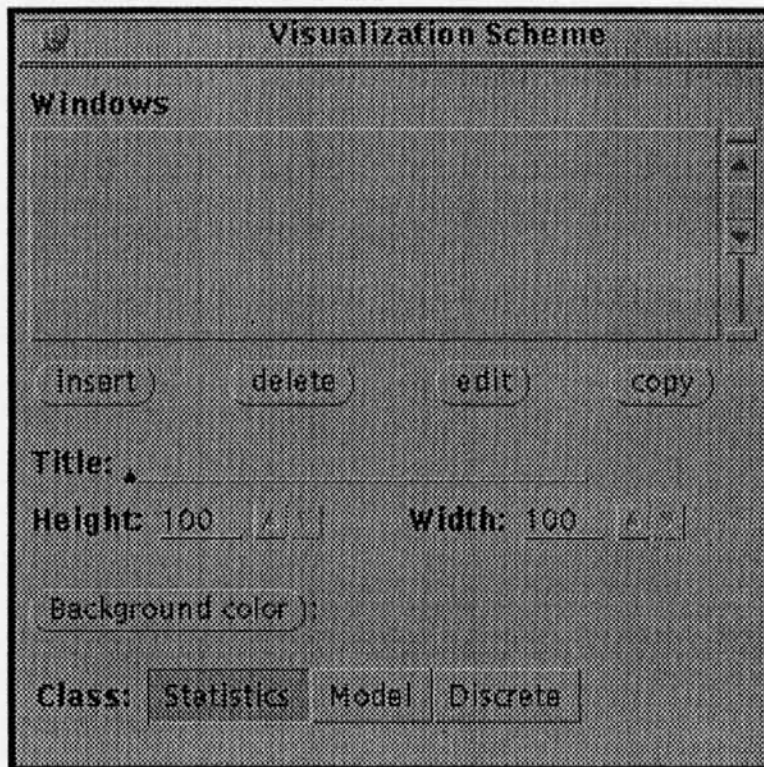 Visualization Scheme
Windows
insert delete edit copy
Title:
Height: 100 Width: 100
Background color :
Class: Statistics Model Discrete